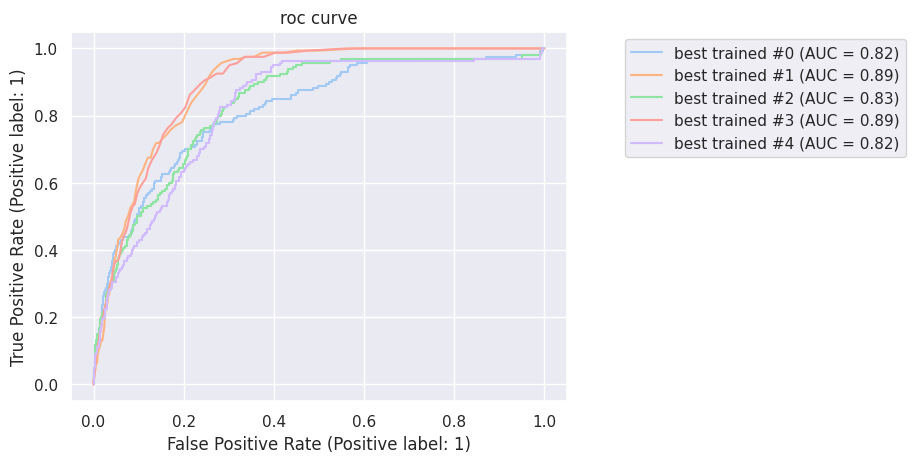 roc curve
best trained #0 (AUC = 0.82)
best trained #1 (AUC = 0.89)
best trained #2 (AUC = 0.83)
best trained #3 (AUC = 0.89)
best trained #4 (AUC = 0.82)
True Positive Rate (Positive label: 1)
1.0
0.8
0.6
0.4
0.2
0.0
0.0 0.2 0.4 0.6 0.8 1.0
False Positive Rate (Positive label: 1)